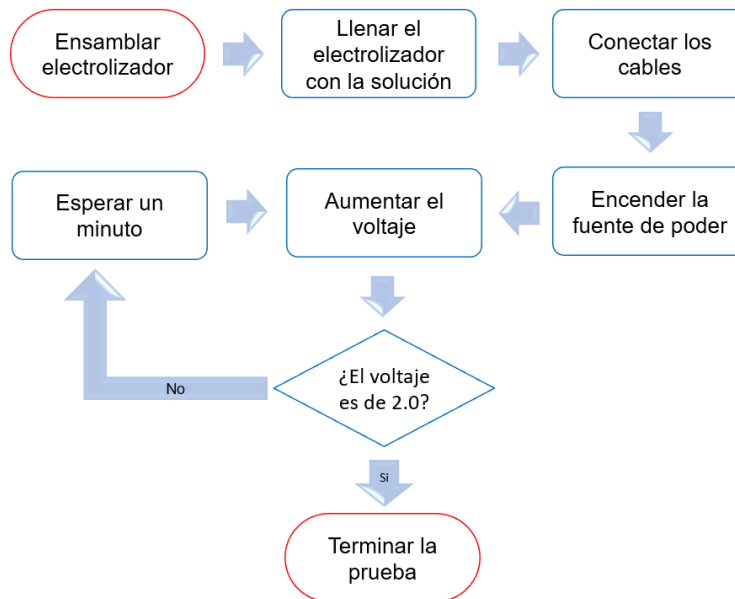 Ensamblar
electrolizador
Llenar el
electrolizador
con la solución
Conectar los
cables
Encender la
fuente de poder
Aumentar el
voltaje
Esperar un
minuto
¿El voltaje
es de 2.0?
No
Si
Terminar la
prueba